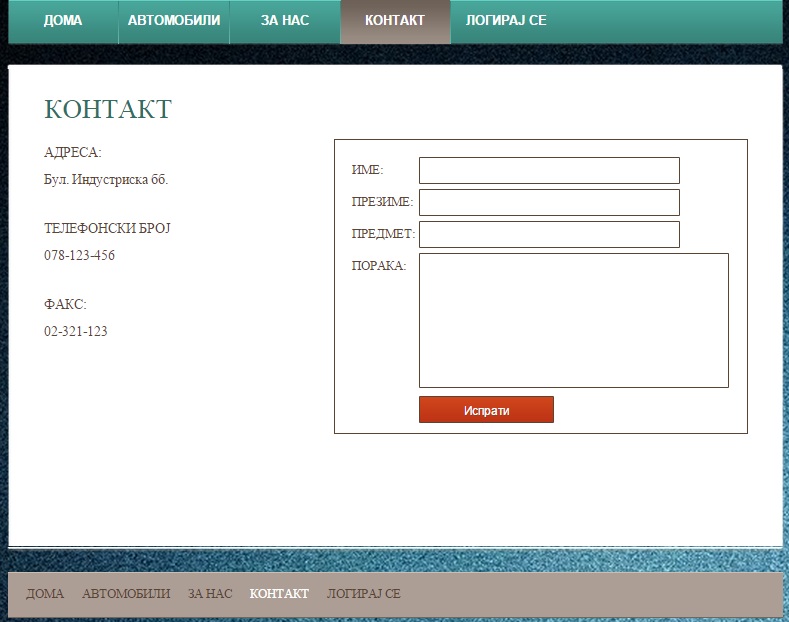 ДОМА АВТОМОБИЛИ ЗА НАС КОНТАКТ ЛОГИРАЈ СЕ
КОНТАКТ
АДРЕСА:
Бул. Индустриска бб.
ТЕЛЕФОНСКИ БРОЈ
078-123-456
ФАКС:
02-321-123
ИМЕ:
ПРЕЗИМЕ:
ПРЕДМЕТ:
ПОРАКА:
Испрати
ДОМА АВТОМОБИЛИ ЗА НАС КОНТАКТ ЛОГИРАЈ СЕ